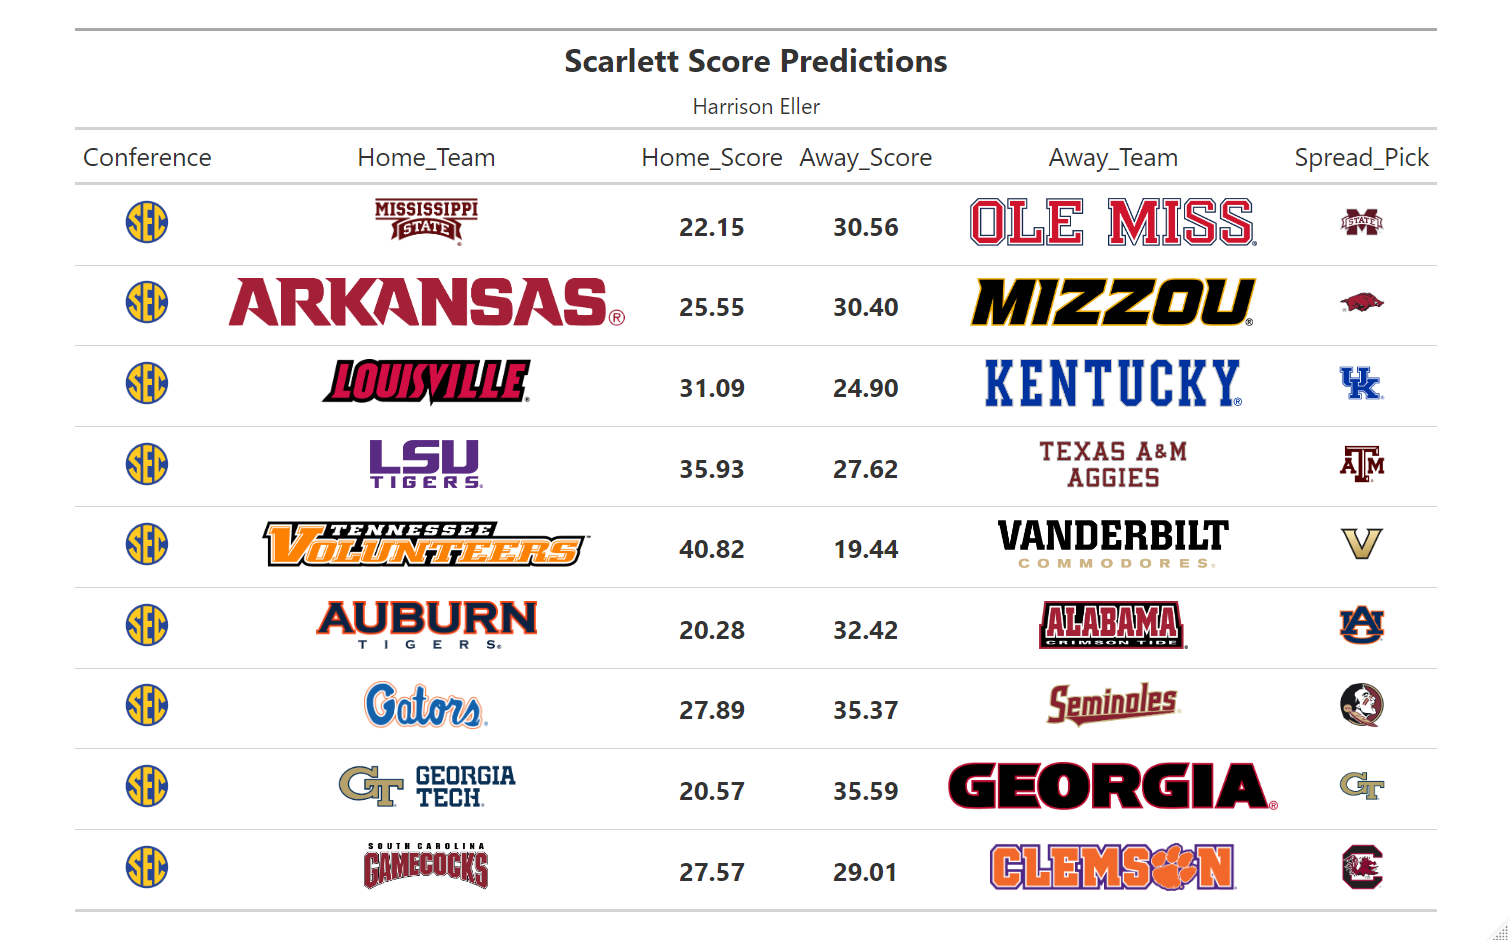 Scarlett Score Predictions
Harrison Eller
Conference Home_Team Home_Score Away_Score Away_Team Spread_Pick
SEC MISSISSIPPI STATE 22.15 30.56 OLE MISS STATE
SEC ARKANSAS 25.55 30.40 MIZZOU
SEC LOUISVILLE 31.09 24.90 KENTUCKY UK
SEC LSU TIGERS 35.93 27.62 TEXAS A&M AGGIES ATM
SEC TENNESSEE VOLUNTEERS 40.82 19.44 VANDERBILT COMMODORES V
SEC AUBURN TIGERS 20.28 32.42 ALABAMA CRIMSON TIDE AU
SEC Gators 27.89 35.37 Seminoles
SEC GT GEORGIA TECH 20.57 35.59 GEORGIA GT
SEC SOUTH CAROLINA GAMECOCKS 27.57 29.01 CLEMSON C